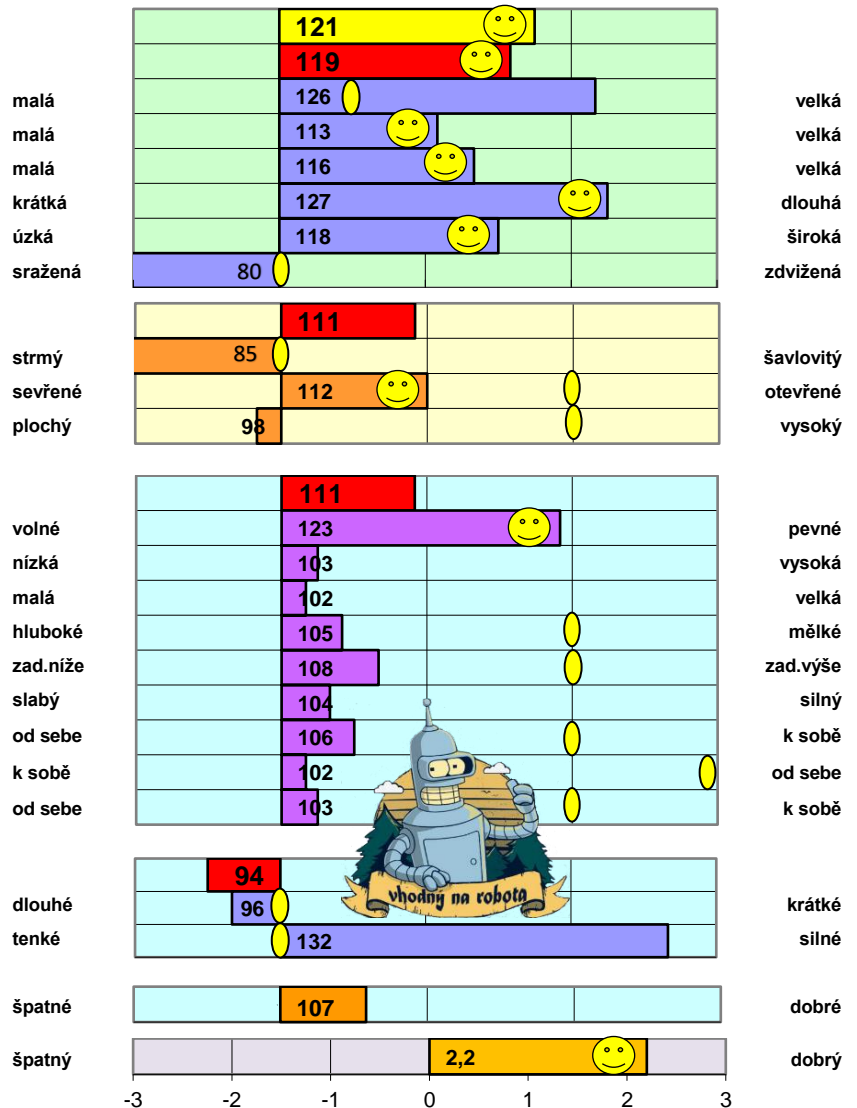 121
119
malá 126 velká
malá 113 velká
malá 116 velká
krátká 127 dlouhá
úzká 118 široká
sražená 80 zdvižená
111
strmý 85 šavlovitý
sevřené 112 otevřené
plochý 98 vysoký
111
volné 123 pevné
nízká 103 vysoká
malá 102 velká
hluboké 105 mělké
zad.níže 108 zad.výše
slabý 104 silný
od sebe 106 k sobě
k sobě 102 od sebe
od sebe 103 k sobě
94
vhodný na robota
dlouhé 96 krátké
tenké 132 silné
špatné 107 dobré
špatný 2,2 dobrý
-3 -2 -1 0 1 2 3